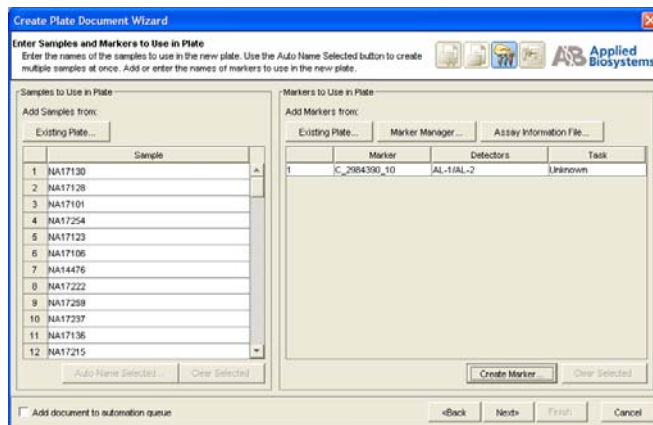 Create Plate Document Wizard
Enter Samples and Markers to Use in Plate
Enter the names of the samples to use in the new plate. Use the Auto Name Selected button to create
multiple samples at once. Add or enter the names of markers to use in the new plate.
AB Applied
Biosystems
Samples to Use in Plate
Add Samples from:
Existing Plate...
Sample
1 NA17130
2 NA17128
3 NA17101
4 NA17254
5 NA17123
6 NA17106
7 NA14476
8 NA17222
9 NA17259
10 NA17237
11 NA17136
12 NA17215
Auto Name Selected... Clear Selected
Markers to Use in Plate
Add Markers from:
Existing Plate... Marker Manager... Assay Information File...
Marker Detectors Task
1 C_2984390_10 AL-1/AL-2 Unknown
Create Marker... Clear Selected
Add document to automation queue
«Back Next» Finish Cancel